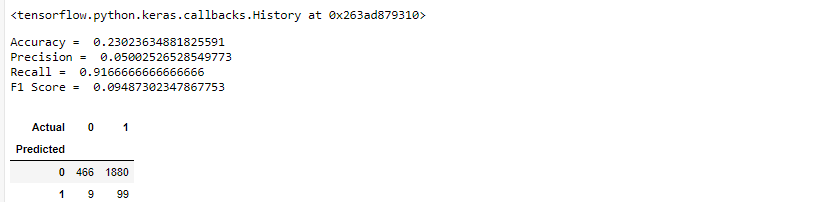 <tensorflow.python.keras.callbacks.History at 0x263ad879310>
Accuracy = 0.23023634881825591
Precision = 0.05002526528549773
Recall = 0.9166666666666666
F1 Score = 0.09487302347867753
Actual 0 1
Predicted
0 466 1880
1 9 99